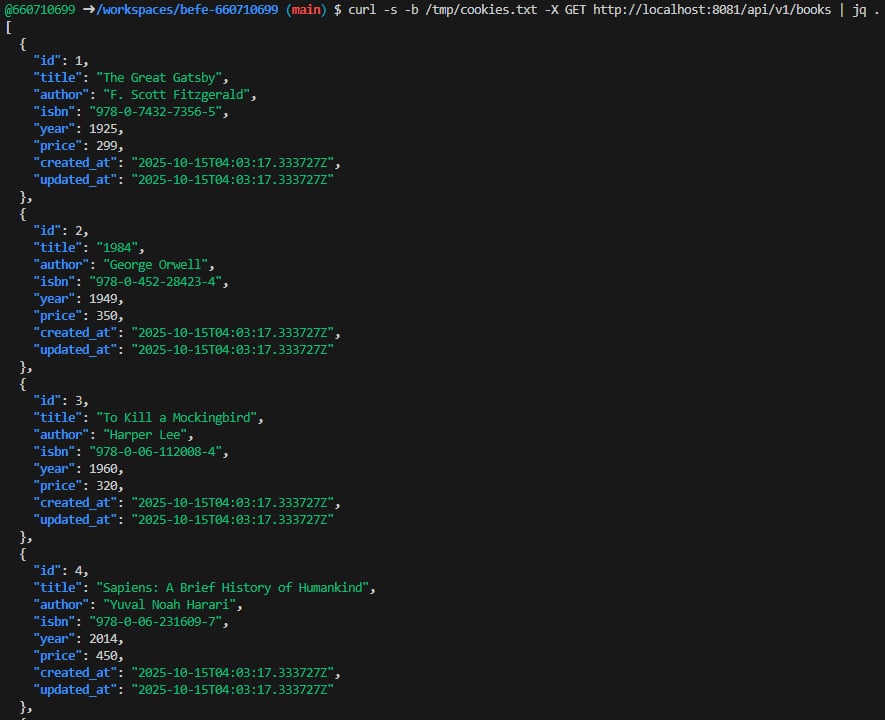 @660710699 ➜/workspaces/befe-660710699 (main) $ curl -s -b /tmp/cookies.txt -X GET http://localhost:8081/api/v1/books | jq .
[
  {
    "id": 1,
    "title": "The Great Gatsby",
    "author": "F. Scott Fitzgerald",
    "isbn": "978-0-7432-7356-5",
    "year": 1925,
    "price": 299,
    "created_at": "2025-10-15T04:03:17.333727Z",
    "updated_at": "2025-10-15T04:03:17.333727Z"
  },
  {
    "id": 2,
    "title": "1984",
    "author": "George Orwell",
    "isbn": "978-0-452-28423-4",
    "year": 1949,
    "price": 350,
    "created_at": "2025-10-15T04:03:17.333727Z",
    "updated_at": "2025-10-15T04:03:17.333727Z"
  },
  {
    "id": 3,
    "title": "To Kill a Mockingbird",
    "author": "Harper Lee",
    "isbn": "978-0-06-112008-4",
    "year": 1960,
    "price": 320,
    "created_at": "2025-10-15T04:03:17.333727Z",
    "updated_at": "2025-10-15T04:03:17.333727Z"
  },
  {
    "id": 4,
    "title": "Sapiens: A Brief History of Humankind",
    "author": "Yuval Noah Harari",
    "isbn": "978-0-06-231609-7",
    "year": 2014,
    "price": 450,
    "created_at": "2025-10-15T04:03:17.333727Z",
    "updated_at": "2025-10-15T04:03:17.333727Z"
  },